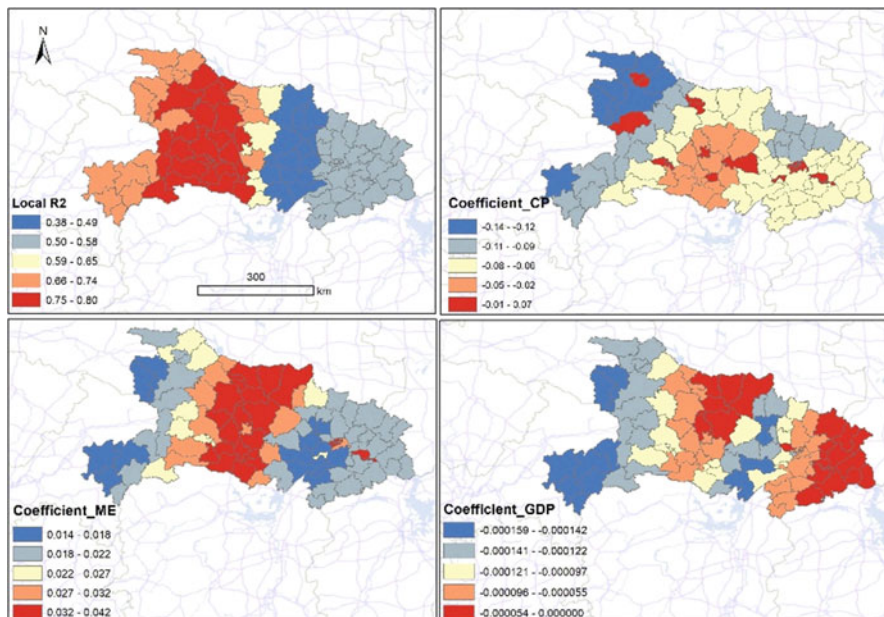 N
Local R2
0.38 - 0.49
0.50 - 0.58
0.59 - 0.65
0.66 - 0.74
0.75 - 0.80
300
km
Coefficient_CP
-0.14 - -0.12
-0.11 - -0.09
-0.08 - -0.06
-0.05 - -0.02
-0.01 - 0.07
Coefficient_ME
0.014 - 0.018
0.018 - 0.022
0.022 - 0.027
0.027 - 0.032
0.032 - 0.042
Coefficient_GDP
-0.000159 - -0.000142
-0.000141 - -0.000122
-0.000121 - -0.000097
-0.000096 - -0.000055
-0.000054 - 0.000000